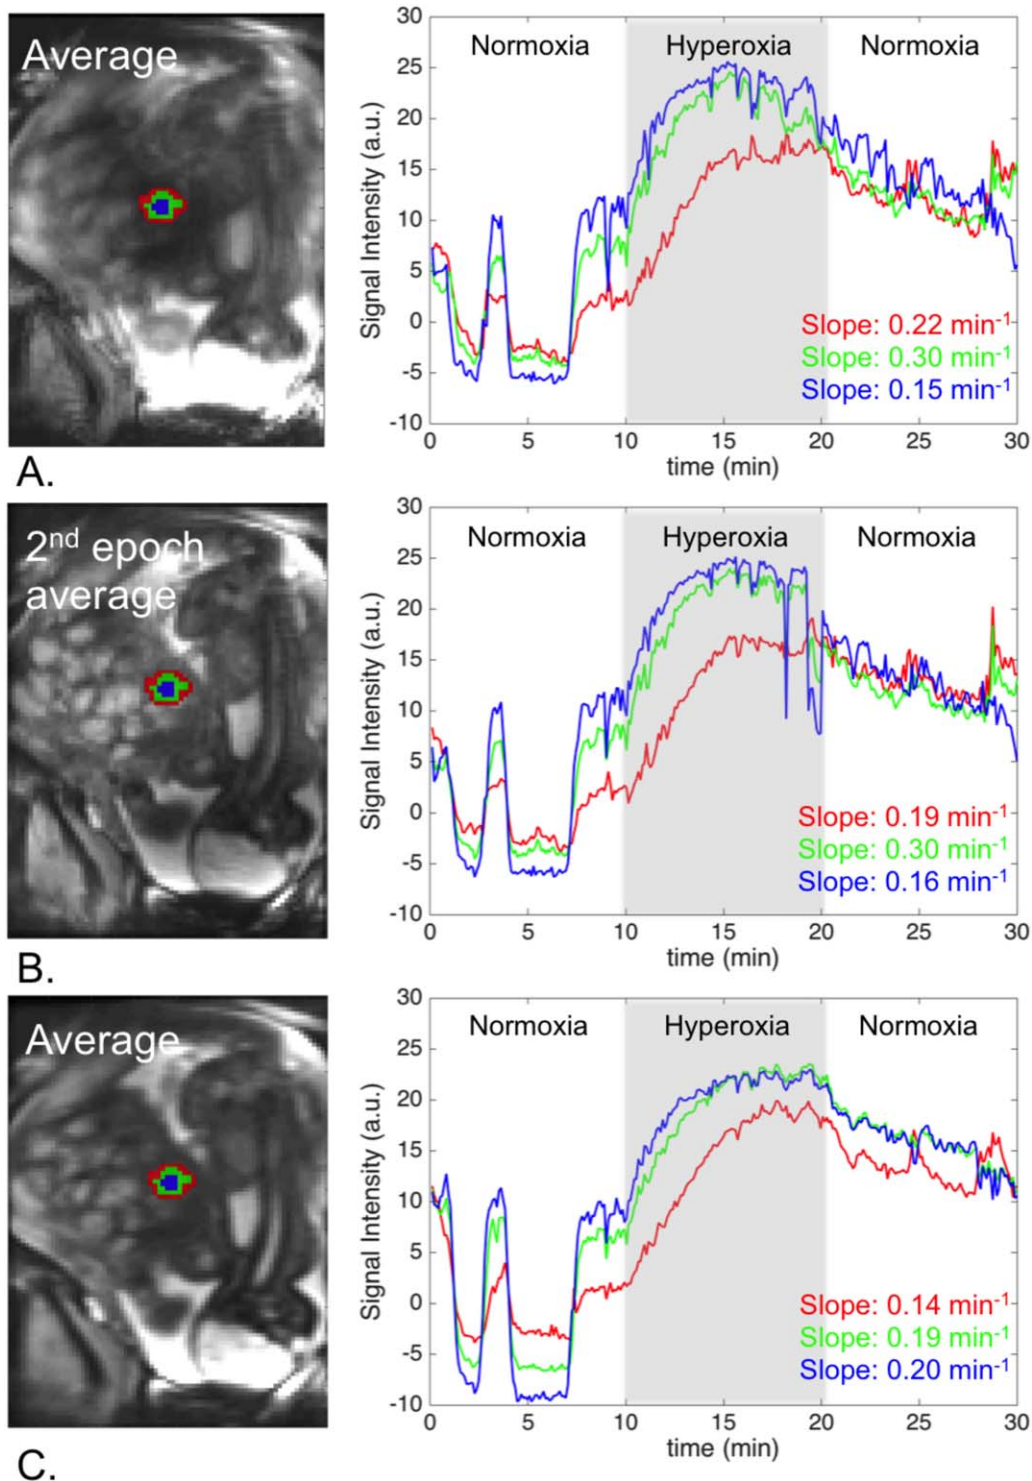 Average
Normoxia Hyperoxia Normoxia
30
25
20
15
10
5
0
-5
-10
Signal Intensity (a.u.)
Slope: 0.22 min-1
Slope: 0.30 min-1
Slope: 0.15 min-1
0 5 10 15 20 25 30
time (min)
A.
2nd epoch
average
Normoxia Hyperoxia Normoxia
30
25
20
15
10
5
0
-5
-10
Signal Intensity (a.u.)
Slope: 0.19 min-1
Slope: 0.30 min-1
Slope: 0.16 min-1
0 5 10 15 20 25 30
time (min)
B.
Average
Normoxia Hyperoxia Normoxia
30
25
20
15
10
5
0
-5
-10
Signal Intensity (a.u.)
Slope: 0.14 min-1
Slope: 0.19 min-1
Slope: 0.20 min-1
0 5 10 15 20 25 30
time (min)
C.